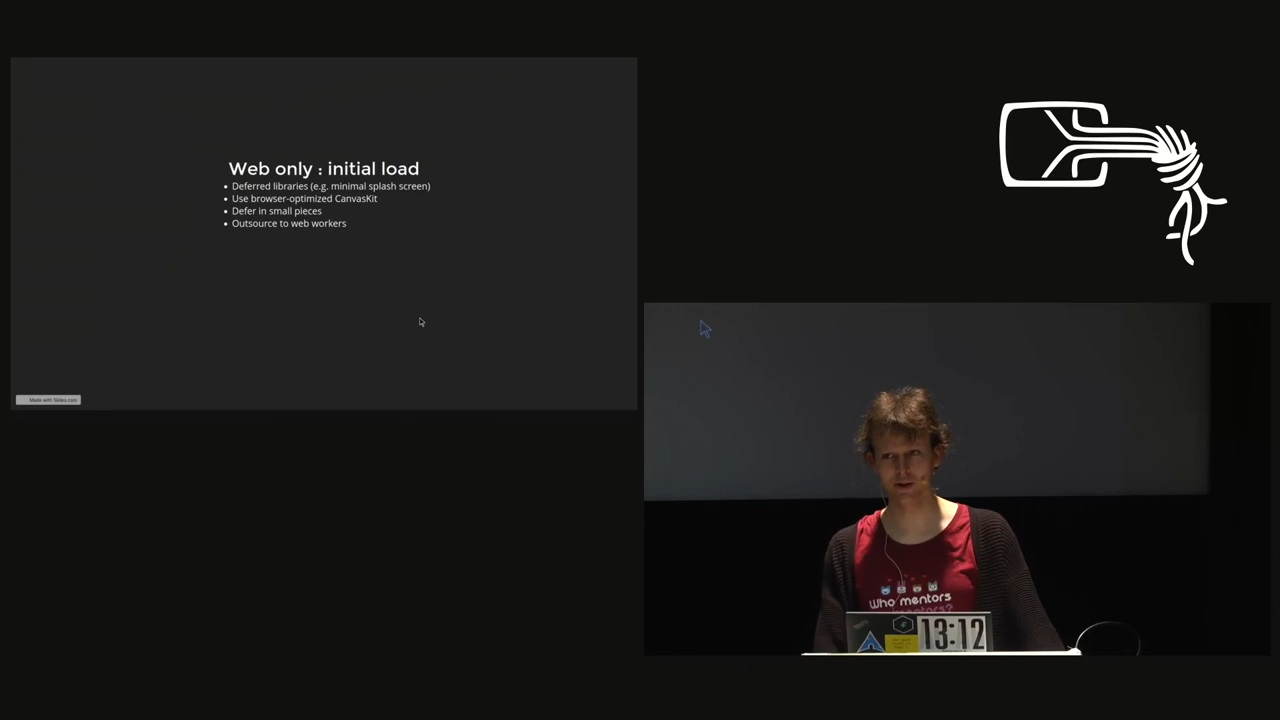 Web only : initial load
Deferred libraries (e.g. minimal splash screen)
Use browser-optimized CanvasKit
Defer in small pieces
Outsource to web workers
Made with Slides.com
Who mentors
mentors?
13:12